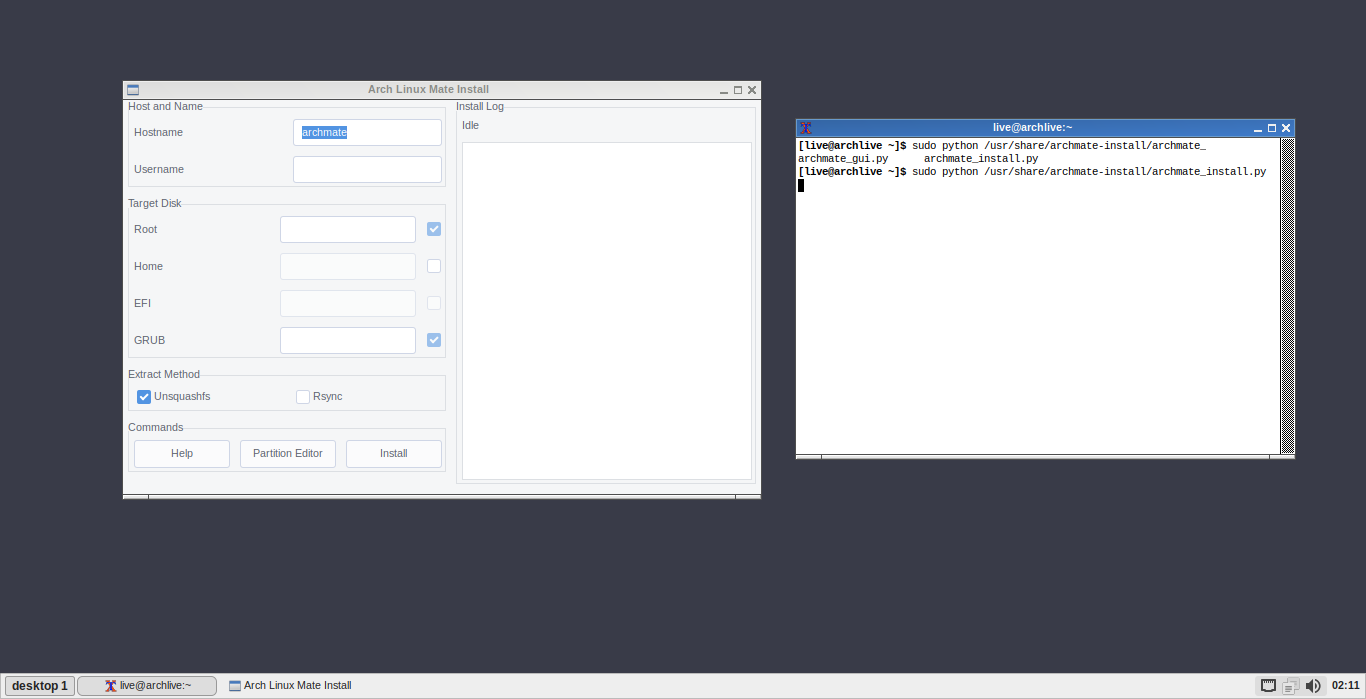 Arch Linux Mate Install
Host and Name
Hostname
archmate
Username
Target Disk
Root
Home
EFI
GRUB
Extract Method
Unsquashfs
Rsync
Commands
Help
Partition Editor
Install
Install Log
Idle
live@archlive:~
[live@archlive ~]$ sudo python /usr/share/archmate-install/archmate_
archmate_gui.py archmate_install.py
[live@archlive ~]$ sudo python /usr/share/archmate-install/archmate_install.py
desktop 1
live@archlive:~
Arch Linux Mate Install
02:11